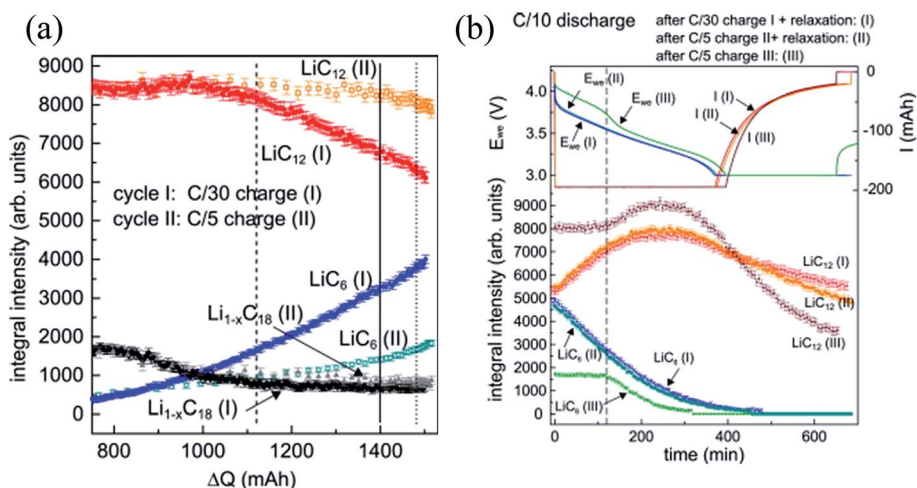 (a)
integral intensity (arb. units)
9000
8000
7000
6000
5000
4000
3000
2000
1000
0
LiC12 (II)
LiC12 (I)
cycle I: C/30 charge (I)
cycle II: C/5 charge (II)
LiC6 (I)
Li1-xC18 (II)
LiC6 (II)
Li1-xC18 (I)
800 1000 1200 1400
ΔQ (mAh)
(b)
C/10 discharge
after C/30 charge I + relaxation: (I)
after C/5 charge II+ relaxation: (II)
after C/5 charge III: (III)
Ewe (V)
4.0
3.5
3.0
Ewe (II)
Ewe (III)
Ewe (I)
I (I)
I (II)
I (III)
0
-100
-200
I (mAh)
integral intensity (arb. units)
9000
8000
7000
6000
5000
4000
3000
2000
1000
0
LiC12 (I)
LiC12 (II)
LiC12 (III)
LiC6 (II)
LiC6 (I)
LiC6 (III)
0 200 400 600
time (min)